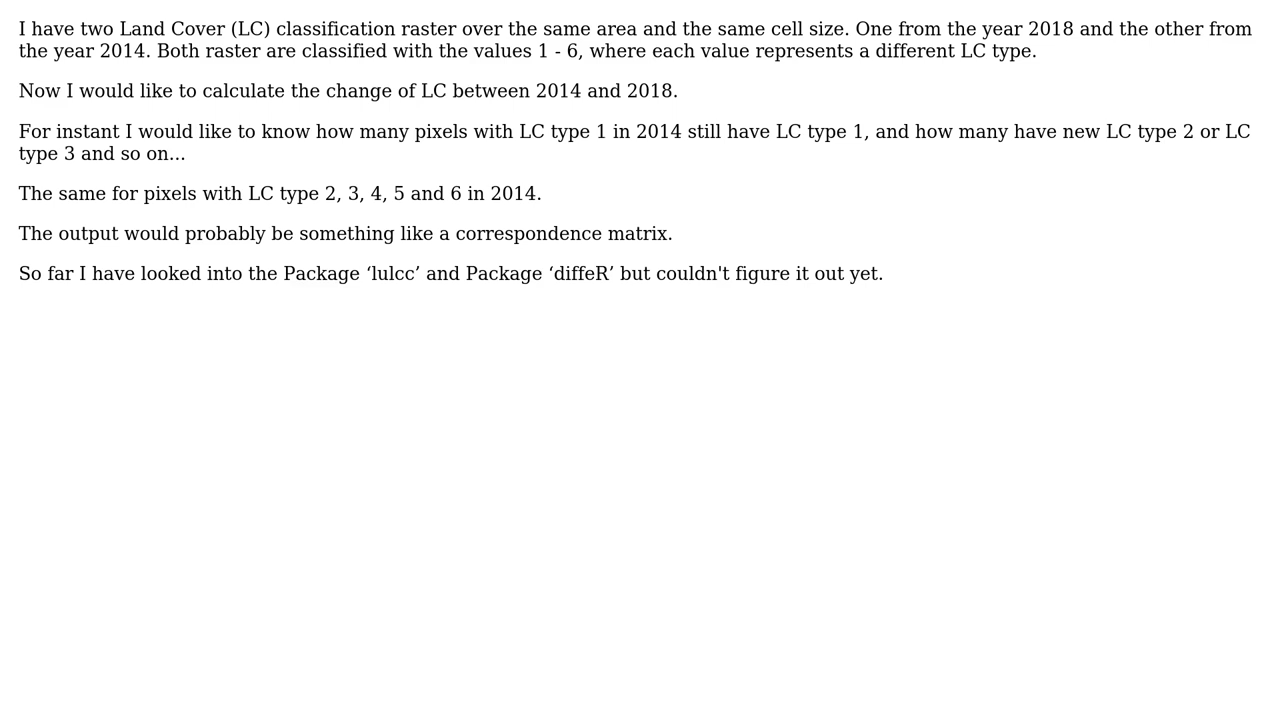 I have two Land Cover (LC) classification raster over the same area and the same cell size. One from the year 2018 and the other from
the year 2014. Both raster are classified with the values 1 - 6, where each value represents a different LC type.
Now I would like to calculate the change of LC between 2014 and 2018.
For instant I would like to know how many pixels with LC type 1 in 2014 still have LC type 1, and how many have new LC type 2 or LC
type 3 and so on...
The same for pixels with LC type 2, 3, 4, 5 and 6 in 2014.
The output would probably be something like a correspondence matrix.
So far I have looked into the Package ‘lulcc’ and Package ‘diffeR’ but couldn't figure it out yet.